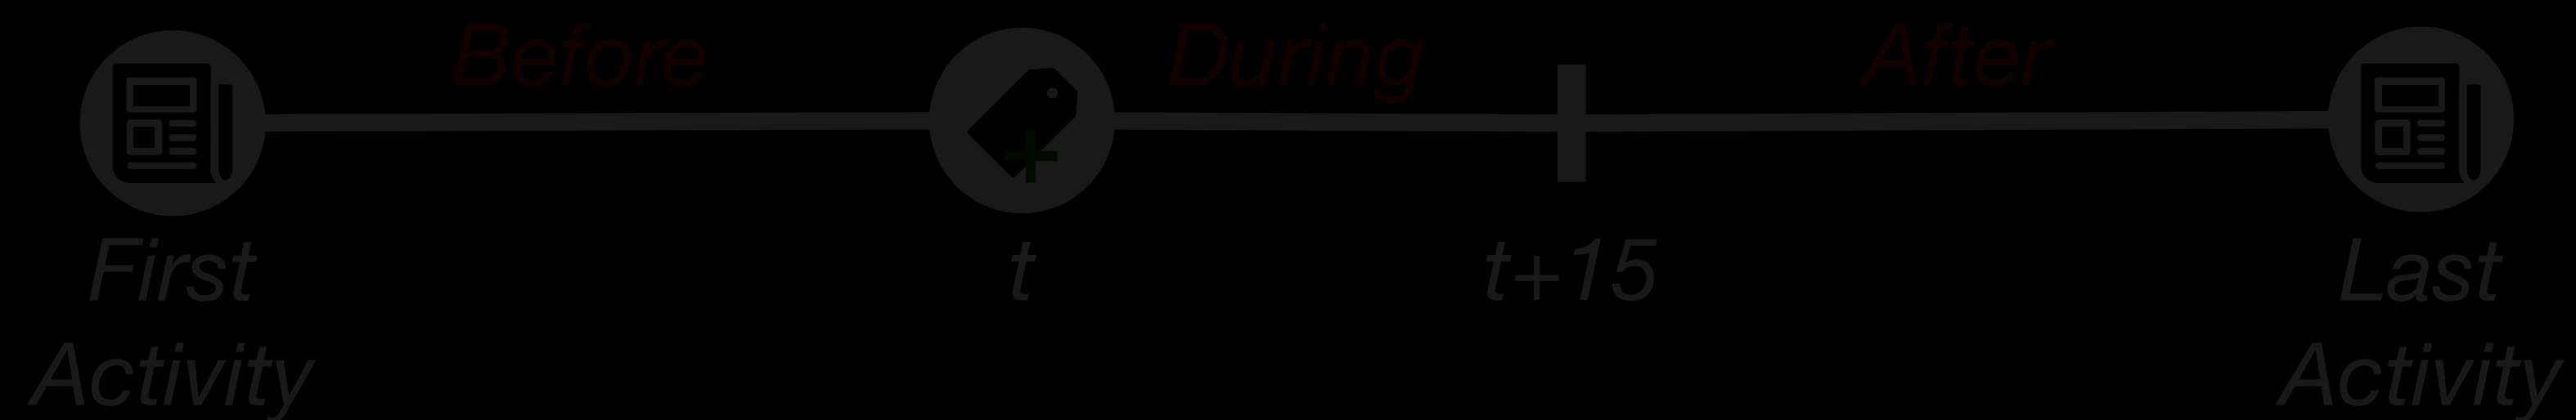 Before During After
First t t+15 Last
Activity Activity